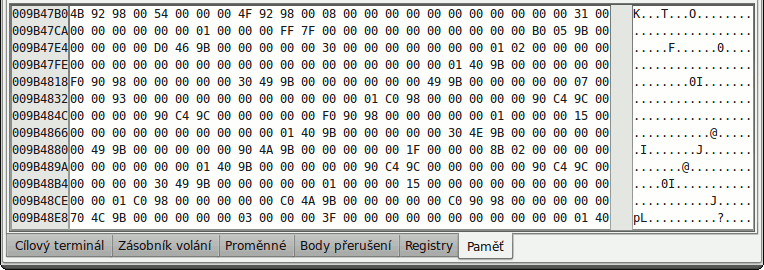 009B47B0 4B 92 98 00 54 00 00 00 4F 92 98 00 08 00 00 00 00 00 00 00 00 00 00 00 31 00 K...T...O........
009B47CA 00 00 00 00 00 00 01 00 00 00 FF 7F 00 00 00 00 00 00 00 00 00 00 B0 05 9B 00 .................
009B47E4 00 00 00 00 D0 46 9B 00 00 00 00 00 30 00 00 00 00 00 00 00 01 02 00 00 00 00 .....F......0....
009B47FE 00 00 00 00 00 00 00 00 00 00 00 00 00 00 00 00 00 00 01 40 9B 00 00 00 00 00 .................
009B4818 F0 90 98 00 00 00 00 00 30 49 9B 00 00 00 00 00 00 49 9B 00 00 00 00 00 07 00 ........0I.......
009B4832 00 00 93 00 00 00 00 00 00 00 00 00 00 00 01 C0 98 00 00 00 00 00 90 C4 9C 00 .................
009B484C 00 00 00 00 90 C4 9C 00 00 00 00 00 F0 90 98 00 00 00 00 00 01 00 00 00 15 00 .................
009B4866 00 00 00 00 00 00 00 00 00 00 01 40 9B 00 00 00 00 00 30 4E 9B 00 00 00 00 00 ...........@.....
009B4880 00 49 9B 00 00 00 00 00 90 4A 9B 00 00 00 00 00 1F 00 00 00 8B 02 00 00 00 00 .I.......J.......
009B489A 00 00 00 00 00 00 01 40 9B 00 00 00 00 00 90 C4 9C 00 00 00 00 00 90 C4 9C 00 .......@.........
009B48B4 00 00 00 00 30 49 9B 00 00 00 00 00 01 00 00 00 15 00 00 00 00 00 00 00 00 00 ....0I...........
009B48CE 00 00 01 C0 98 00 00 00 00 00 C0 4A 9B 00 00 00 00 00 C0 90 98 00 00 00 00 00 ...........J.....
009B48E8 70 4C 9B 00 00 00 00 00 03 00 00 00 3F 00 00 00 00 00 00 00 00 00 00 00 01 40 pL..........?....
Cílový terminál Zásobník volání Proměnné Body přerušení Registry Paměť